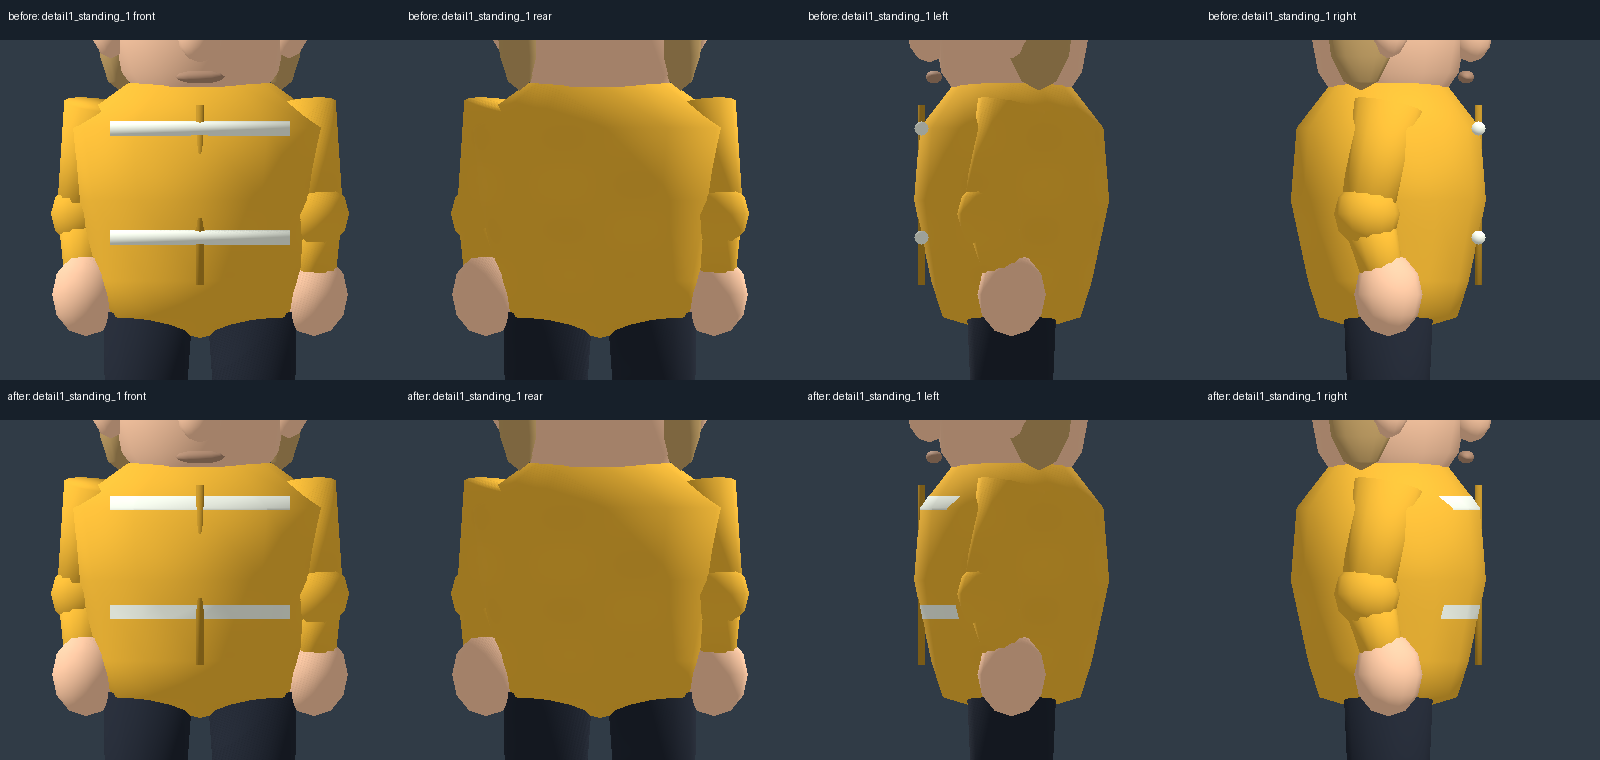 before: detail1_standing_1 front
before: detail1_standing_1 rear
before: detail1_standing_1 left
before: detail1_standing_1 right
after: detail1_standing_1 front
after: detail1_standing_1 rear
after: detail1_standing_1 left
after: detail1_standing_1 right